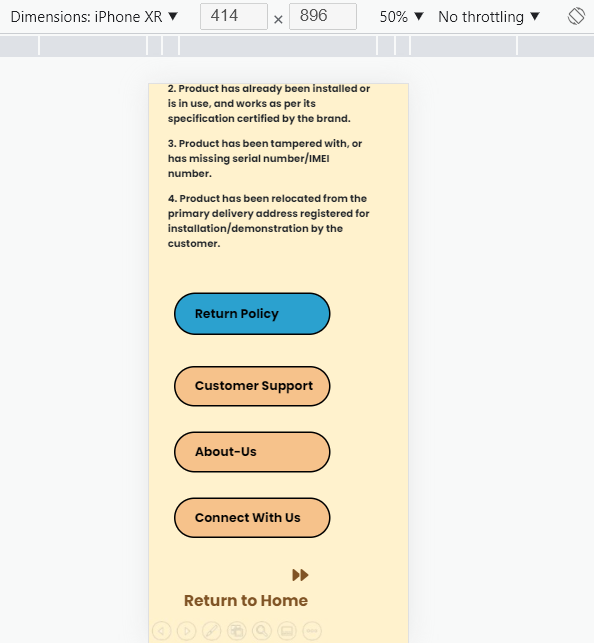 Dimensions: iPhone XR ▼ 414 × 896 50% ▼ No throttling ▼
2. Product has already been installed or
is in use, and works as per its
specification certified by the brand.
3. Product has been tampered with, or
has missing serial number/IMEI
number.
4. Product has been relocated from the
primary delivery address registered for
installation/demonstration by the
customer.
Return Policy
Customer Support
About-Us
Connect With Us
Return to Home